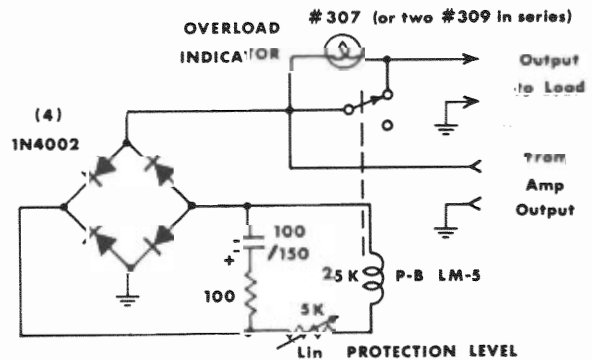 #307 (or two #309 in series)
OVERLOAD
INDICATOR
Output
to Load
(4)
1N4002
From
Amp
Output
100
/150
+
25K
P-B LM-5
100
5K
Lin
PROTECTION LEVEL